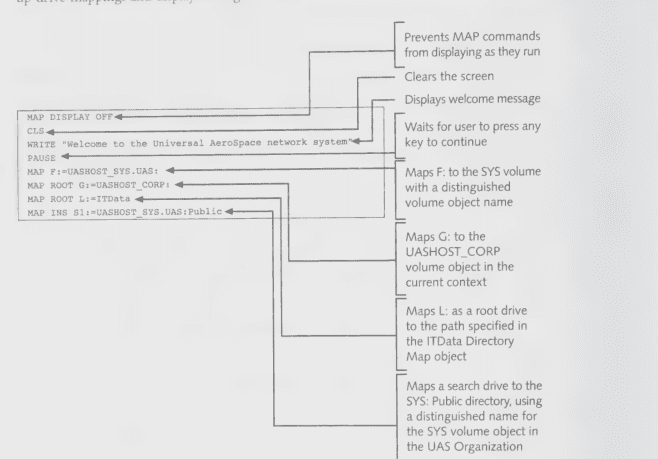 up drive mappings and display
Prevents MAP commands
from displaying as they run
Clears the screen
Displays welcome message
Waits for user to press any
key to continue
Maps F: to the SYS volume
with a distinguished
volume object name
Maps G: to the
UASHOST_CORP
volume object in the
current context
Maps L: as a root drive
to the path specified in
the ITData Directory
Map object
Maps a search drive to the
SYS: Public directory, using
a distinguished name for
the SYS volume object in
the UAS Organization
MAP DISPLAY OFF
CLS
WRITE "Welcome to the Universal AeroSpace network system"
PAUSE
MAP F:=UASHOST_SYS.UAS:
MAP ROOT G:=UASHOST_CORP:
MAP ROOT L:=ITData
MAP INS S1:=UASHOST_SYS.UAS:Public